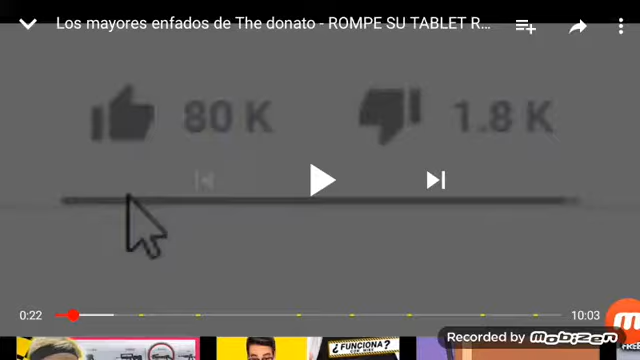 Los mayores enfados de The donato - ROMPE SU TABLET R...
80 K
1.8 K
0:22
10:03
Recorded by MOBIZEN
¿FUNCIONA?